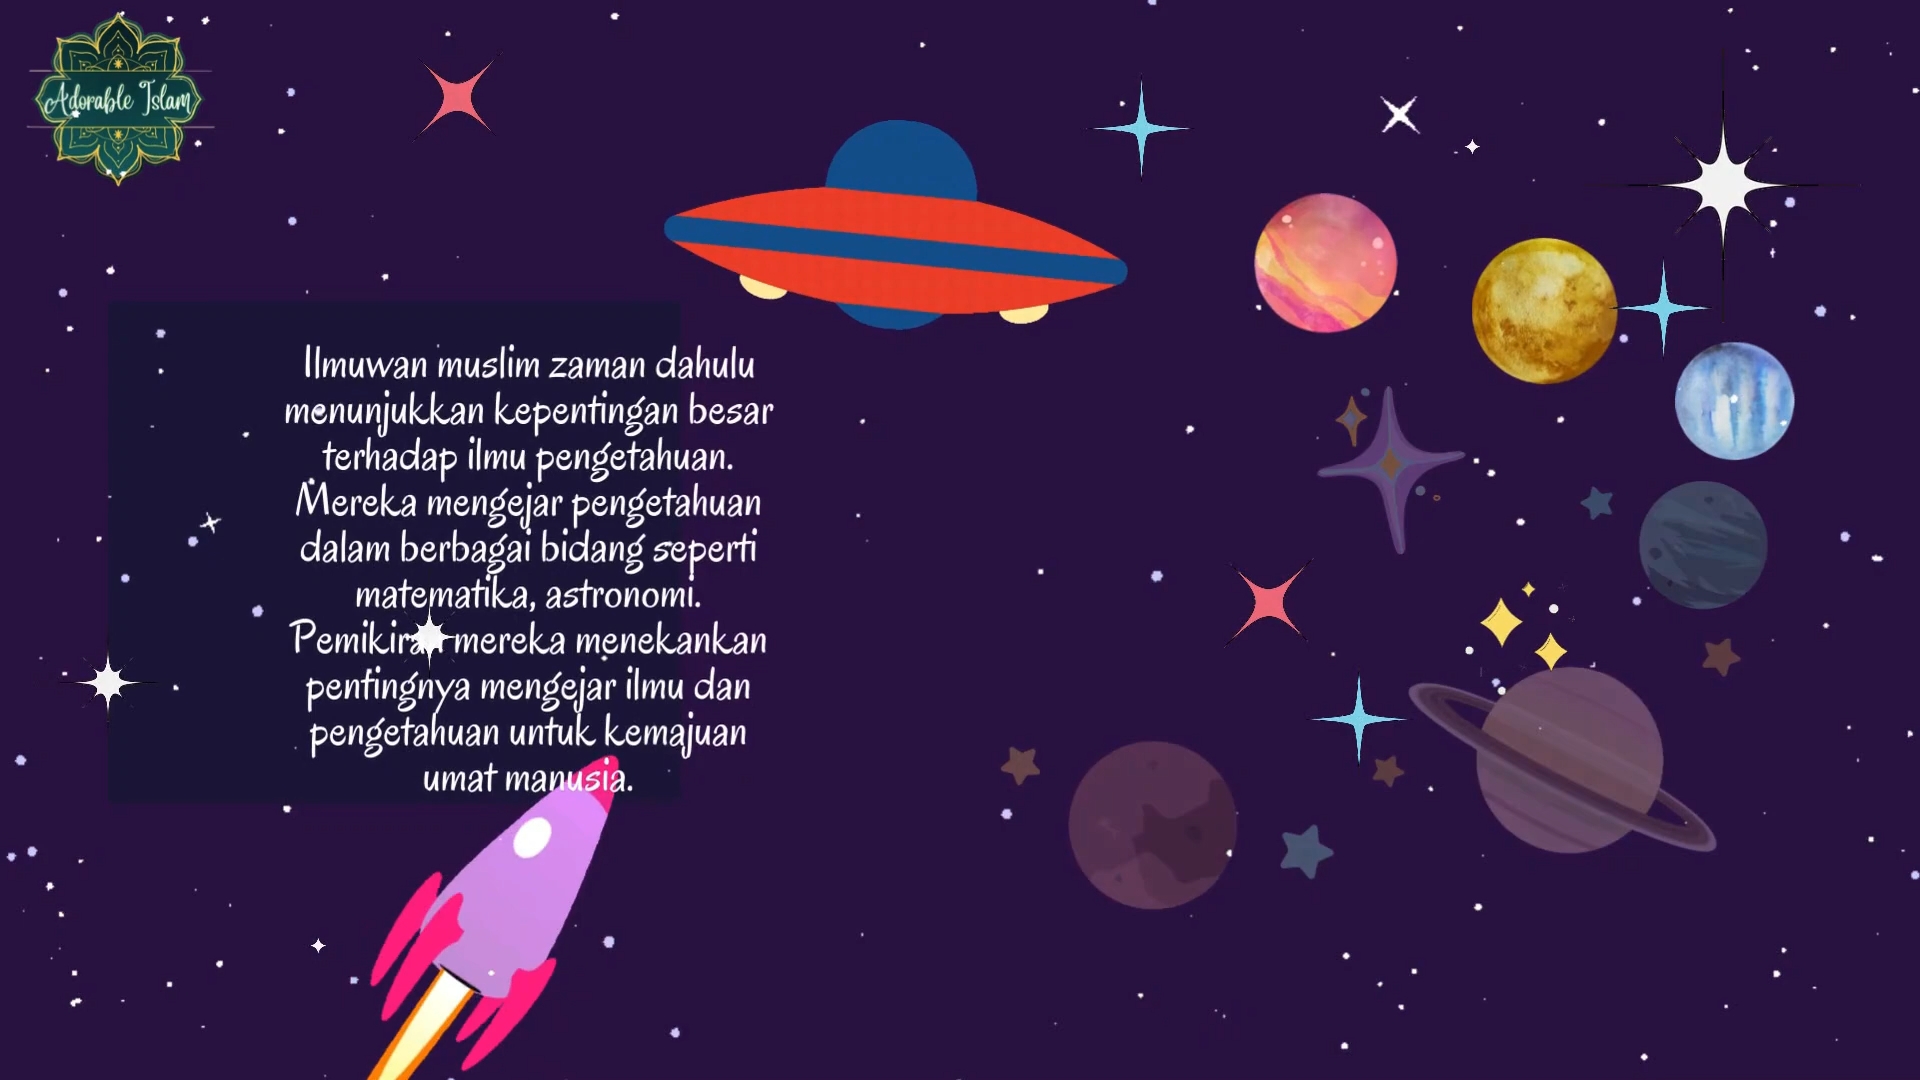 Adorable Islam
Ilmuwan muslim zaman dahulu
menunjukkan kepentingan besar
terhadap ilmu pengetahuan.
Mereka mengejar pengetahuan
dalam berbagai bidang seperti
matematika, astronomi.
Pemikiran mereka menekankan
pentingnya mengejar ilmu dan
pengetahuan untuk kemajuan
umat manusia.